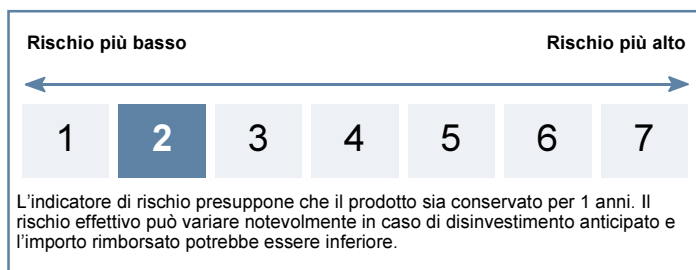 Rischio più basso Rischio più alto
1 2 3 4 5 6 7
L'indicatore di rischio presuppone che il prodotto sia conservato per 1 anni. Il
rischio effettivo può variare notevolmente in caso di disinvestimento anticipato e
l'importo rimborsato potrebbe essere inferiore.